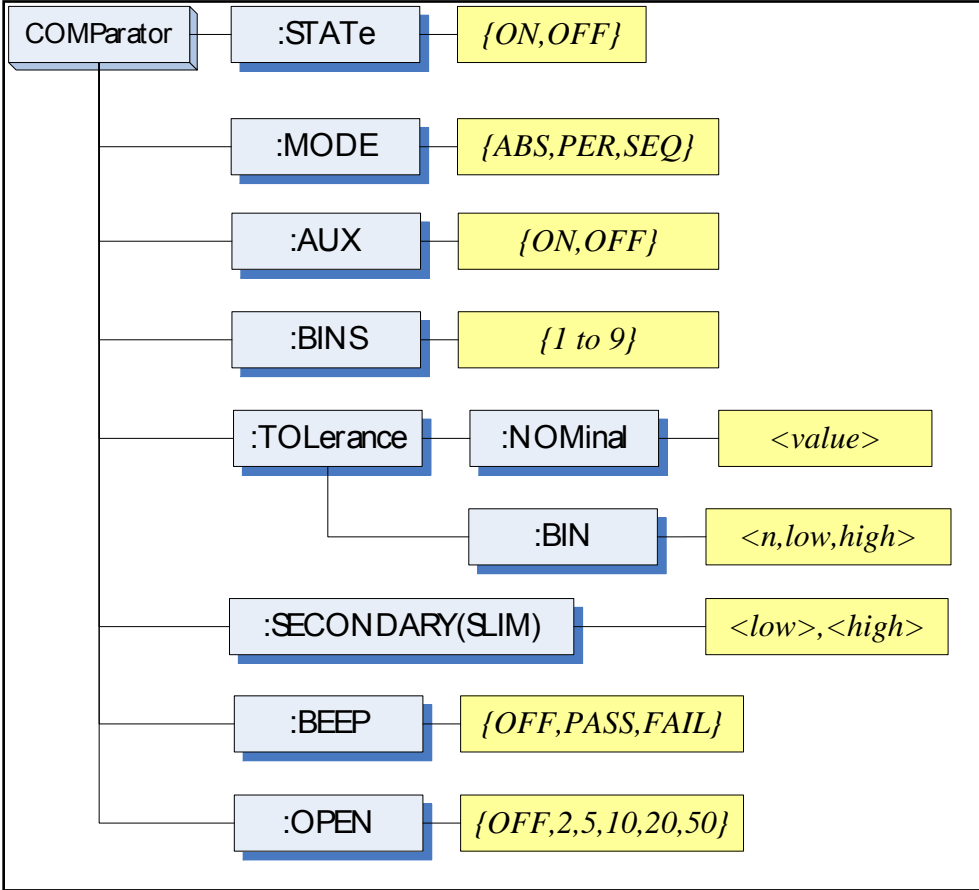 COMParator :STATe {ON,OFF}
:MODE {ABS,PER,SEQ}
:AUX {ON,OFF}
:BINS {1 to 9}
:TOLerance :NOMinal <value>
:BIN <n,low,high>
:SECONDARY(SLIM) <low>,<high>
:BEEP {OFF,PASS,FAIL}
:OPEN {OFF,2,5,10,20,50}